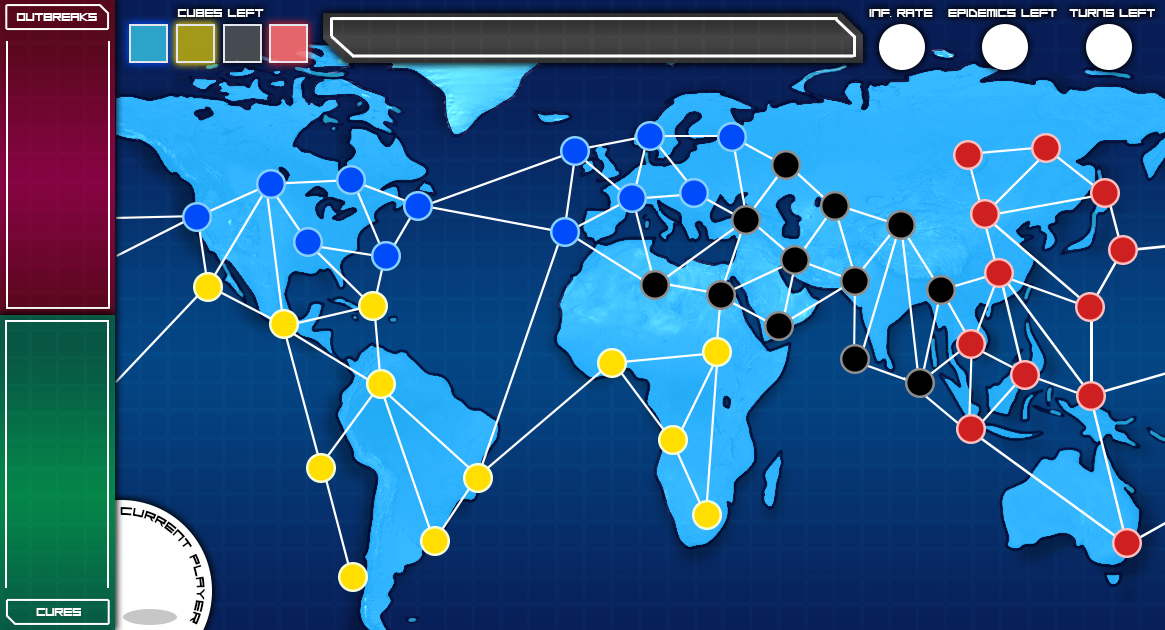 OUTBREAKS
CUBES LEFT
INF. RATE
EPIDEMICS LEFT
TURNS LEFT
CURRENT PLAYER
CURES